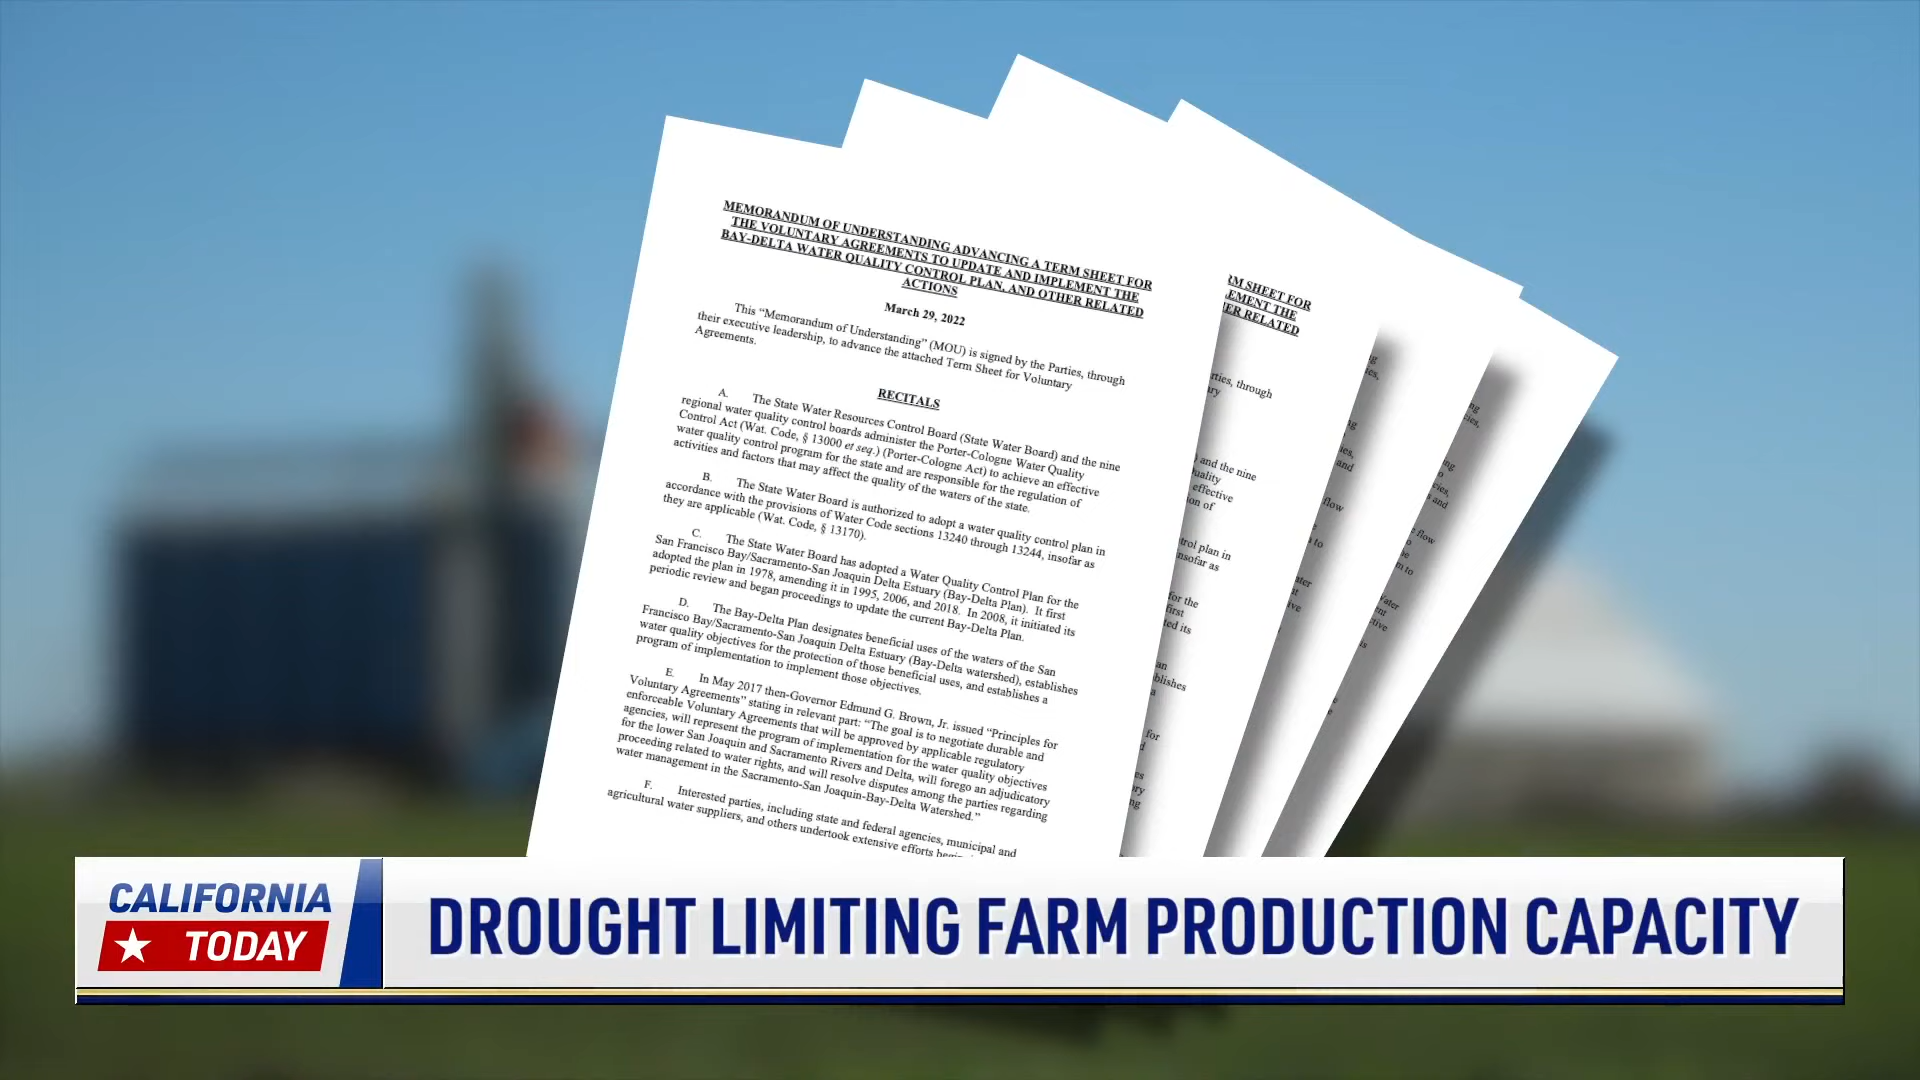 MEMORANDUM OF UNDERSTANDING ADVANCING A TERM SHEET FOR
THE VOLUNTARY AGREEMENTS TO UPDATE AND IMPLEMENT THE
BAY-DELTA WATER QUALITY CONTROL PLAN, AND OTHER RELATED
ACTIONS
March 29, 2022
This “Memorandum of Understanding” (MOU) is signed by the Parties, through
their executive leadership, to advance the attached Term Sheet for Voluntary
Agreements.
RECITALS
A. The State Water Resources Control Board (State Water Board) and the nine
regional water quality control boards administer the Porter-Cologne Water Quality
Control Act (Wat. Code, § 13000 et seq.) (Porter-Cologne Act) to achieve an effective
water quality control program for the state and are responsible for the regulation of
activities and factors that may affect the quality of the waters of the state.
B. The State Water Board is authorized to adopt a water quality control plan in
accordance with the provisions of Water Code sections 13240 through 13244, insofar as
they are applicable (Wat. Code, § 13170).
C. The State Water Board has adopted a Water Quality Control Plan for the
San Francisco Bay/Sacramento-San Joaquin Delta Estuary (Bay-Delta Plan). It first
adopted the plan in 1978, amending it in 1995, 2006, and 2018. In 2008, it initiated its
periodic review and began proceedings to update the current Bay-Delta Plan.
D. The Bay-Delta Plan designates beneficial uses of the waters of the San
Francisco Bay/Sacramento-San Joaquin Delta Estuary (Bay-Delta watershed), establishes
water quality objectives for the protection of those beneficial uses, and establishes a
program of implementation to implement those objectives.
E. In May 2017 then-Governor Edmund G. Brown, Jr. issued “Principles for
Voluntary Agreements” stating in relevant part: “The goal is to negotiate durable and
enforceable Voluntary Agreements that will be approved by applicable regulatory
agencies, will represent the program of implementation for the water quality objectives
for the lower San Joaquin and Sacramento Rivers and Delta, will forego an adjudicatory
proceeding related to water rights, and will resolve disputes among the parties regarding
water management in the Sacramento-San Joaquin-Bay-Delta Watershed.”
F. Interested parties, including state and federal agencies, municipal and
agricultural water suppliers, and others undertook extensive efforts
RM SHEET FOR
EMENT THE
ER RELATED
CALIFORNIA
TODAY
DROUGHT LIMITING FARM PRODUCTION CAPACITY